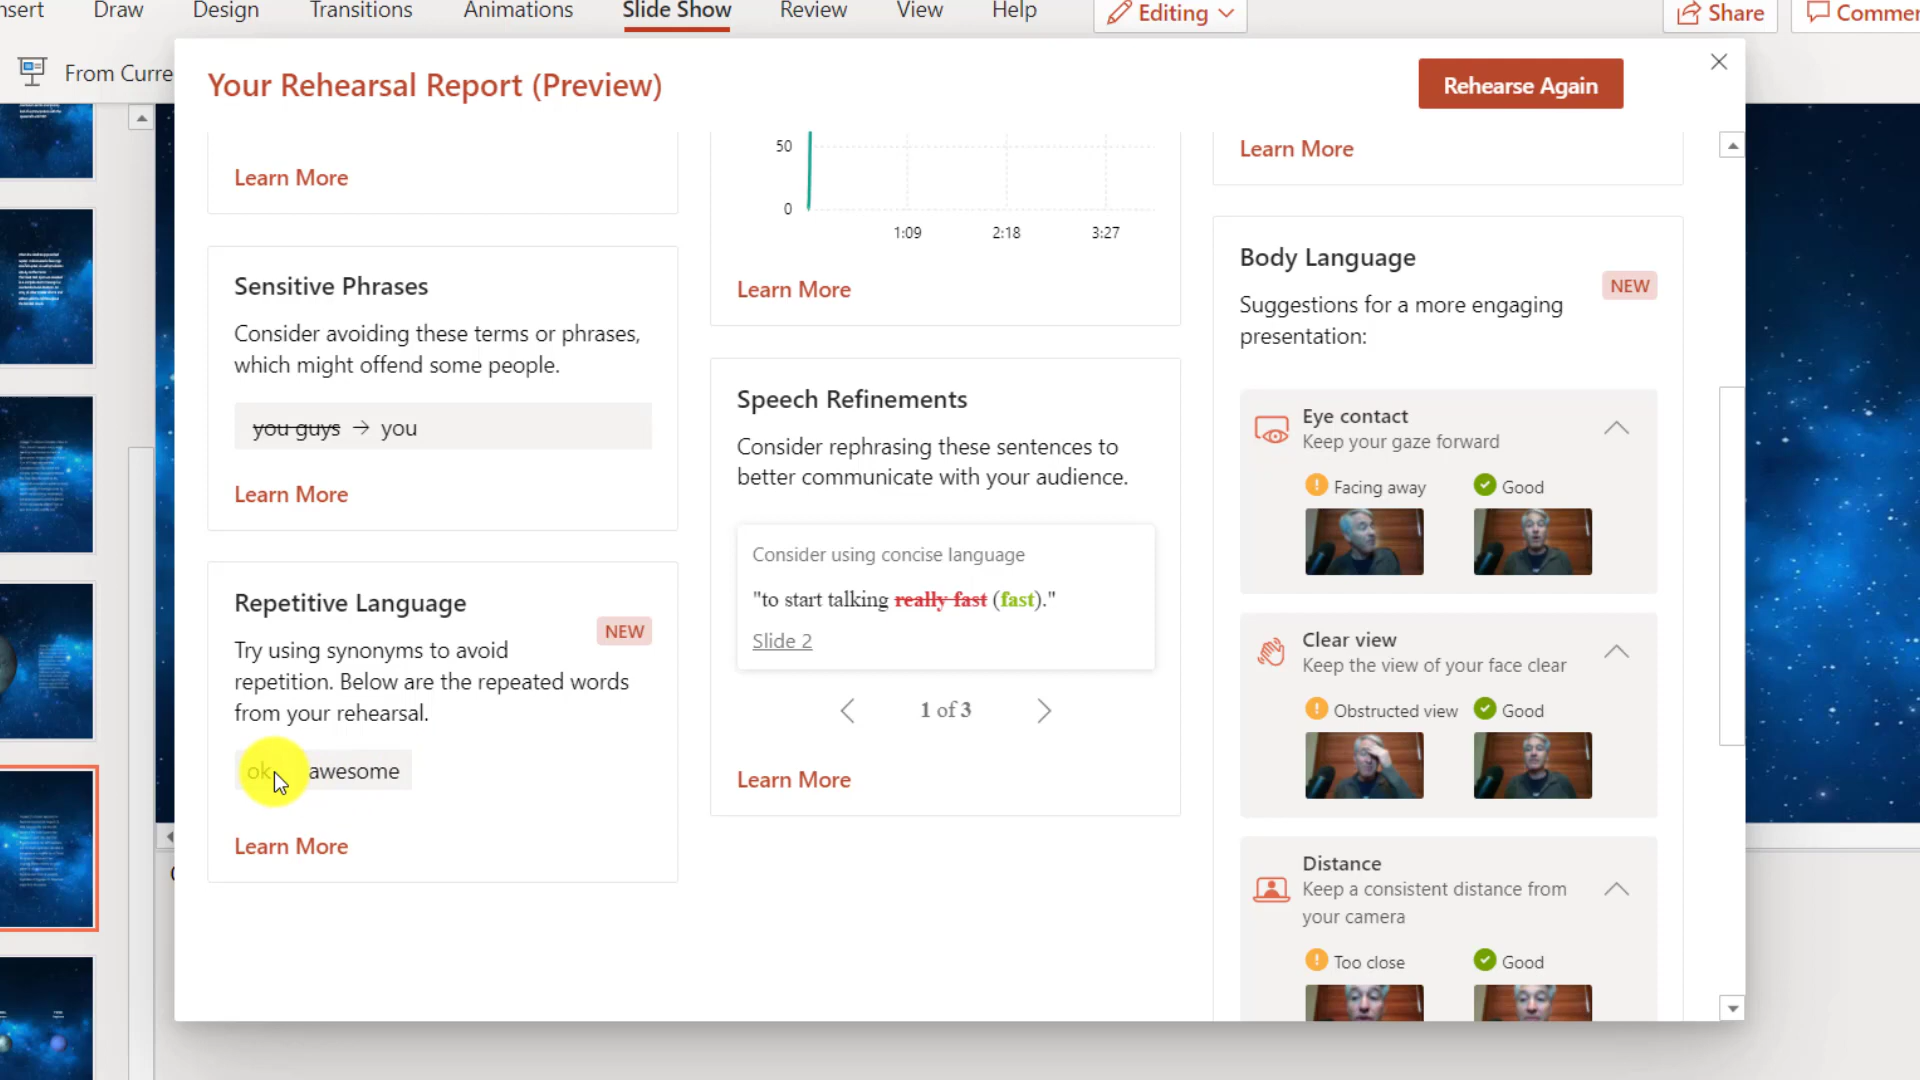 Draw
Design
Transitions
Animations
Slide Show
Review
View
Help
Editing
Share
From Curre
Your Rehearsal Report (Preview)
Rehearse Again
Learn More
Sensitive Phrases
Consider avoiding these terms or phrases,
which might offend some people.
you guys → you
Learn More
Repetitive Language
NEW
Try using synonyms to avoid
repetition. Below are the repeated words
from your rehearsal.
ok
awesome
Learn More
50
0
1:09
2:18
3:27
Learn More
Speech Refinements
Consider rephrasing these sentences to
better communicate with your audience.
Consider using concise language
"to start talking really fast (fast)."
Slide 2
1 of 3
Learn More
Learn More
Body Language
NEW
Suggestions for a more engaging
presentation:
Eye contact
Keep your gaze forward
Facing away
Good
Clear view
Keep the view of your face clear
Obstructed view
Good
Distance
Keep a consistent distance from
your camera
Too close
Good